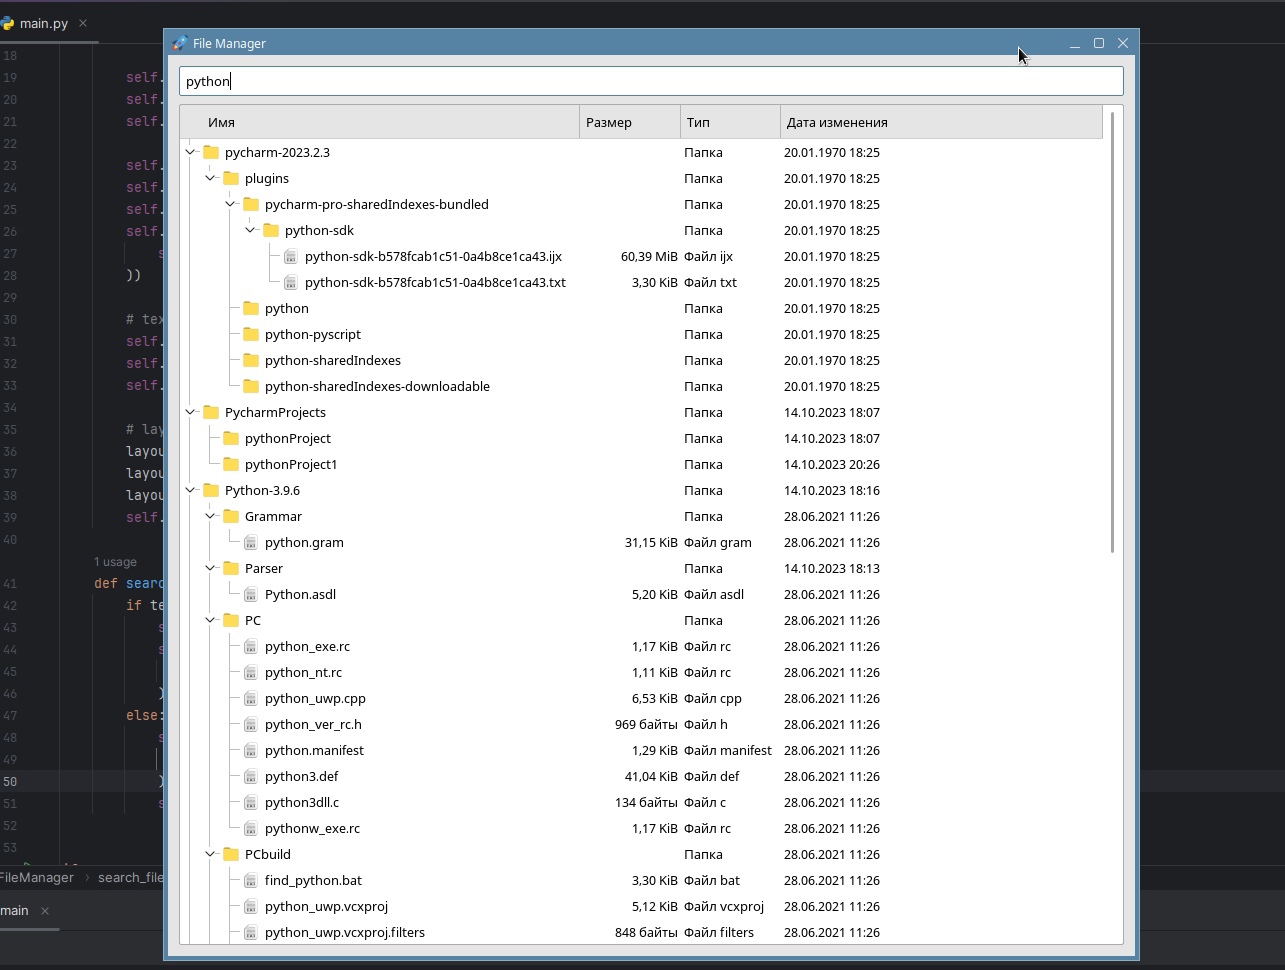 main.py
File Manager
python
Имя Размер Тип Дата изменения
pycharm-2023.2.3 Папка 20.01.1970 18:25
plugins Папка 20.01.1970 18:25
pycharm-pro-sharedIndexes-bundled Папка 20.01.1970 18:25
python-sdk Папка 20.01.1970 18:25
python-sdk-b578fcab1c51-0a4b8ce1ca43.ijx 60,39 MiB Файл ijx 20.01.1970 18:25
python-sdk-b578fcab1c51-0a4b8ce1ca43.txt 3,30 KiB Файл txt 20.01.1970 18:25
python Папка 20.01.1970 18:25
python-pyscript Папка 20.01.1970 18:25
python-sharedIndexes Папка 20.01.1970 18:25
python-sharedIndexes-downloadable Папка 20.01.1970 18:25
PycharmProjects Папка 14.10.2023 18:07
pythonProject Папка 14.10.2023 18:07
pythonProject1 Папка 14.10.2023 20:26
Python-3.9.6 Папка 14.10.2023 18:16
Grammar Папка 28.06.2021 11:26
python.gram 31,15 KiB Файл gram 28.06.2021 11:26
Parser Папка 14.10.2023 18:13
Python.asdl 5,20 KiB Файл asdl 28.06.2021 11:26
PC Папка 28.06.2021 11:26
python_exe.rc 1,17 KiB Файл rc 28.06.2021 11:26
python_nt.rc 1,11 KiB Файл rc 28.06.2021 11:26
python_uwp.cpp 6,53 KiB Файл cpp 28.06.2021 11:26
python_ver_rc.h 969 байты Файл h 28.06.2021 11:26
python.manifest 1,29 KiB Файл manifest 28.06.2021 11:26
python3.def 41,04 KiB Файл def 28.06.2021 11:26
python3dll.c 134 байты Файл c 28.06.2021 11:26
pythonw_exe.rc 1,17 KiB Файл rc 28.06.2021 11:26
PCbuild Папка 28.06.2021 11:26
find_python.bat 3,30 KiB Файл bat 28.06.2021 11:26
python_uwp.vcxproj 5,12 KiB Файл vcxproj 28.06.2021 11:26
python_uwp.vcxproj.filters 848 байты Файл filters 28.06.2021 11:26
18
19 self.
20 self.
21 self.
22
23 self.
24 self.
25 self.
26 self.
27 s
28 ))
29
30 # tex
31 self.
32 self.
33 self.
34
35 # lay
36 layou
37 layou
38 layou
39 self.
40
1 usage
41 def searc
42 if te
43 s
44 s
45
46 )
47 else:
48 s
49
50 )
51 s
52
53
FileManager search_file
main